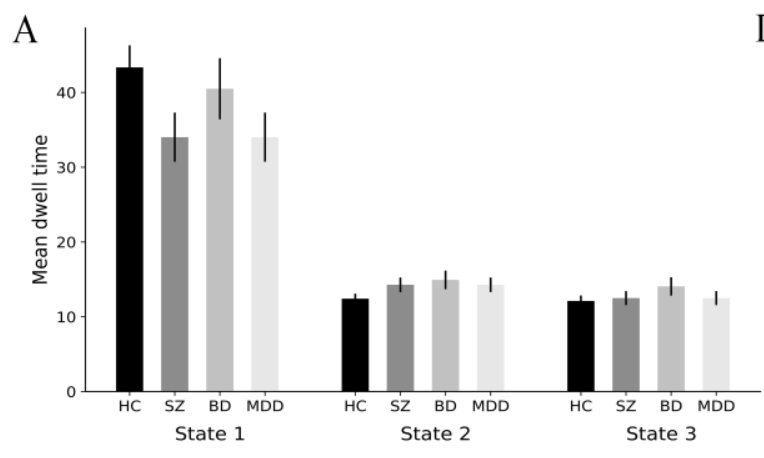 A
Mean dwell time
40
30
20
10
0
HC SZ BD MDD HC SZ BD MDD HC SZ BD MDD
State 1 State 2 State 3